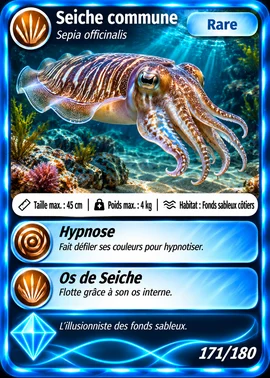 Seiche commune
Rare
Sepia officinalis
Taille max. : 45 cm | Poids max. : 4 kg | Habitat : Fonds sableux côtiers
Hypnose
Fait défiler ses couleurs pour hypnotiser.
Os de Seiche
Flotte grâce à son os interne.
L'illusionniste des fonds sableux.
171/180